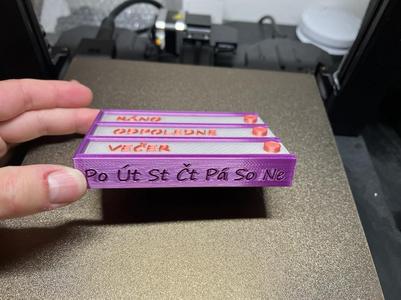 RÁNO
ODPOLEDNE
VEČER
Po Út St Čt Pá So Ne